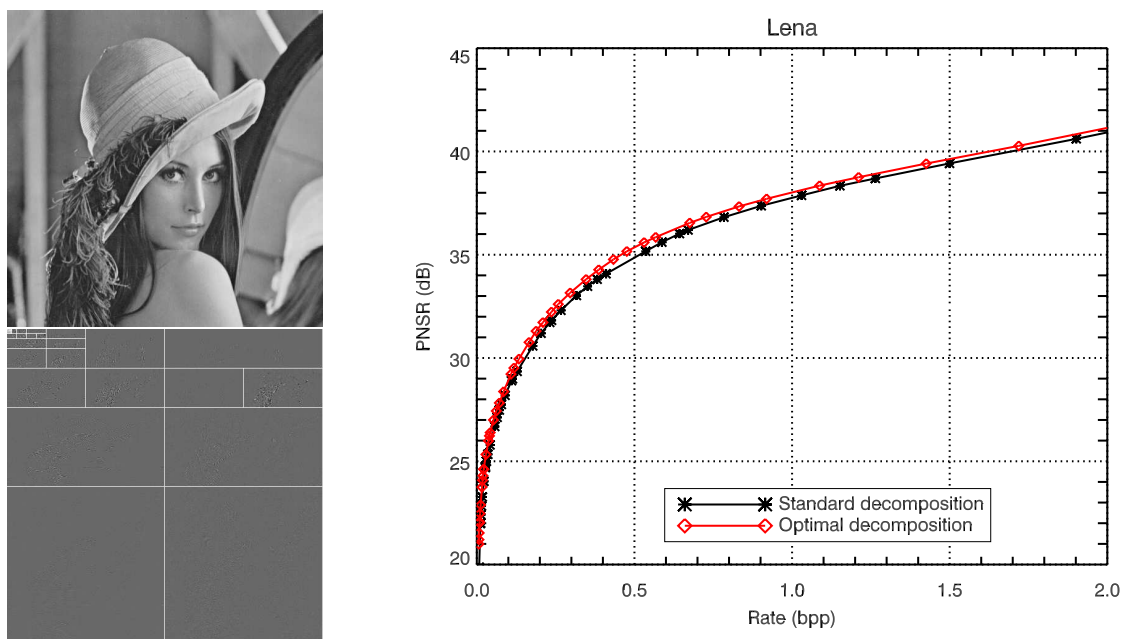 Lena
45
40
35
30
25
20
PNSR (dB)
Standard decomposition
Optimal decomposition
0.0 0.5 1.0 1.5 2.0
Rate (bpp)